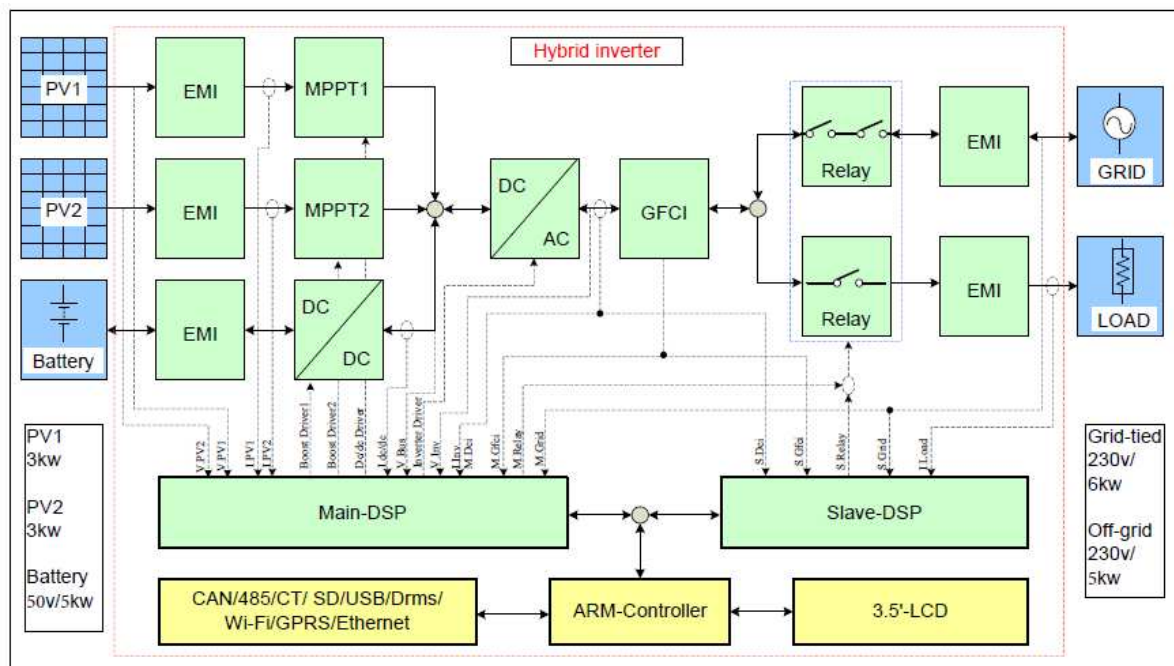 Hybrid inverter
PV1
EMI
MPPT1
PV2
EMI
MPPT2
DC
AC
GFCI
Relay
EMI
GRID
Battery
EMI
DC
DC
Relay
EMI
LOAD
V.PV2
V.PV1
I.PV1
I.PV2
Boost Driver1
Boost Driver2
Dc/dc Driver
I.dc/dc
V.Bus
Inverter.Driver
V.Inv
I.Inv
M.Dci
M.Gfci
M.Relay
M.Grid
S.Dci
S.Gfci
S.Relay
S.Grid
I.Load
PV1
3kw
PV2
3kw
Battery
50v/5kw
Main-DSP
Slave-DSP
Grid-tied
230v/
6kw
Off-grid
230v/
5kw
CAN/485/CT/ SD/USB/Drms/
Wi-Fi/GPRS/Ethernet
ARM-Controller
3.5'-LCD